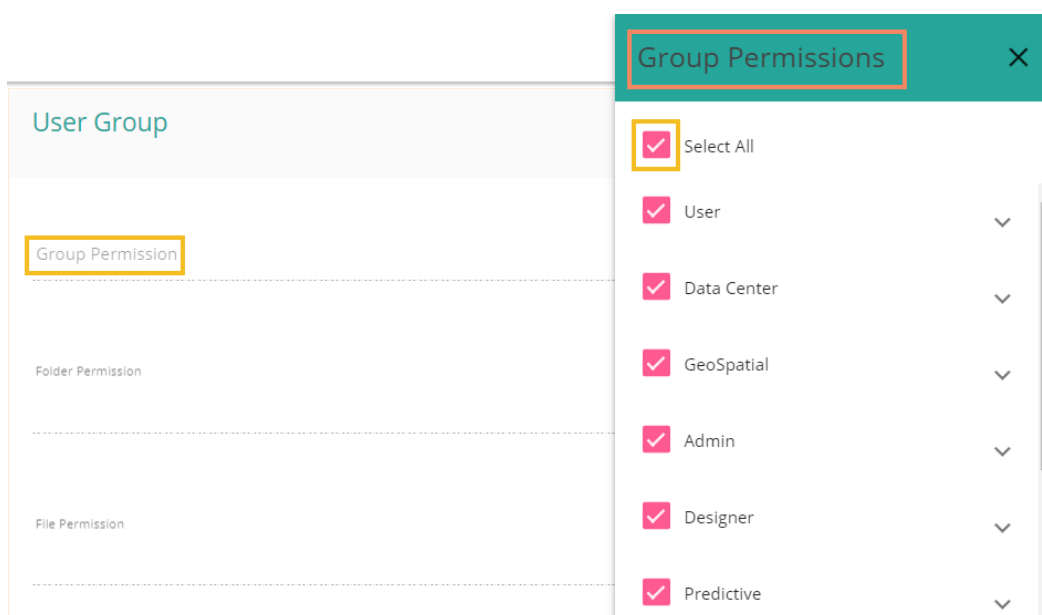 User Group
Group Permission
Folder Permission
File Permission
Group Permissions
Select All
User
Data Center
GeoSpatial
Admin
Designer
Predictive